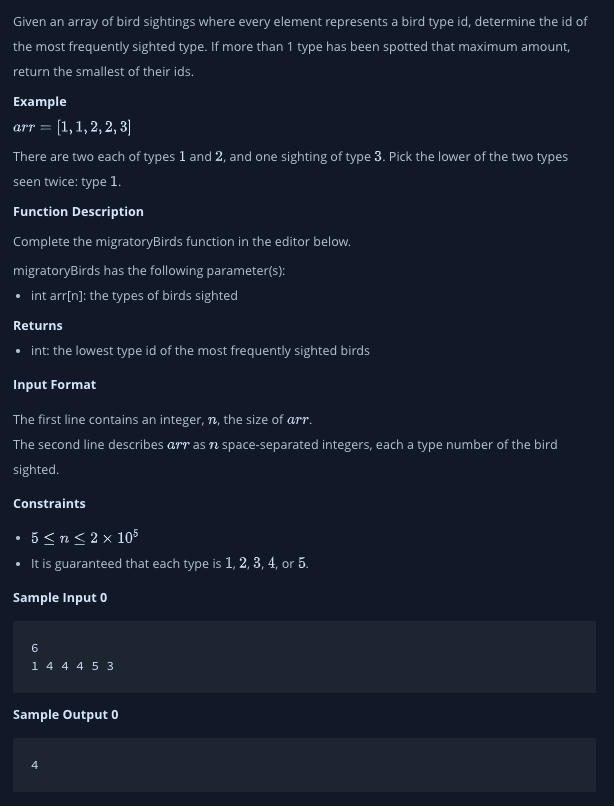 Given an array of bird sightings where every element represents a bird type id, determine the id of
the most frequently sighted type. If more than 1 type has been spotted that maximum amount,
return the smallest of their ids.
Example
arr = [1, 1, 2, 2, 3]
There are two each of types 1 and 2, and one sighting of type 3. Pick the lower of the two types
seen twice: type 1.
Function Description
Complete the migratoryBirds function in the editor below.
migratoryBirds has the following parameter(s):
• int arr[n]: the types of birds sighted
Returns
• int: the lowest type id of the most frequently sighted birds
Input Format
The first line contains an integer, n, the size of arr.
The second line describes arr as n space-separated integers, each a type number of the bird
sighted.
Constraints
• 5 ≤ n ≤ 2 × 10⁵
• It is guaranteed that each type is 1, 2, 3, 4, or 5.
Sample Input 0
6
1 4 4 4 5 3
Sample Output 0
4